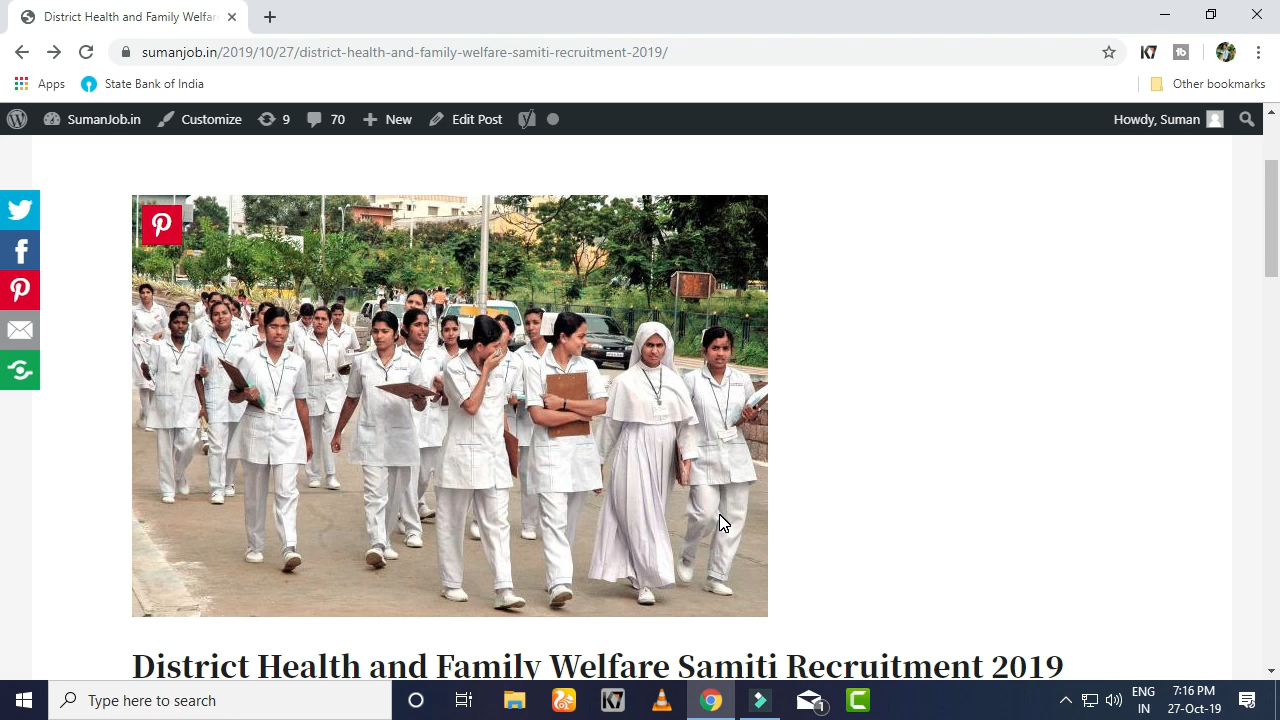 District Health and Family Welfar
sumanjob.in/2019/10/27/district-health-and-family-welfare-samiti-recruitment-2019/
Apps
State Bank of India
Other bookmarks
SumanJob.in
Customize
9
70
New
Edit Post
Howdy, Suman
District Health and Family Welfare Samiti Recruitment 2019
Type here to search
1
ENG
IN
7:16 PM
27-Oct-19